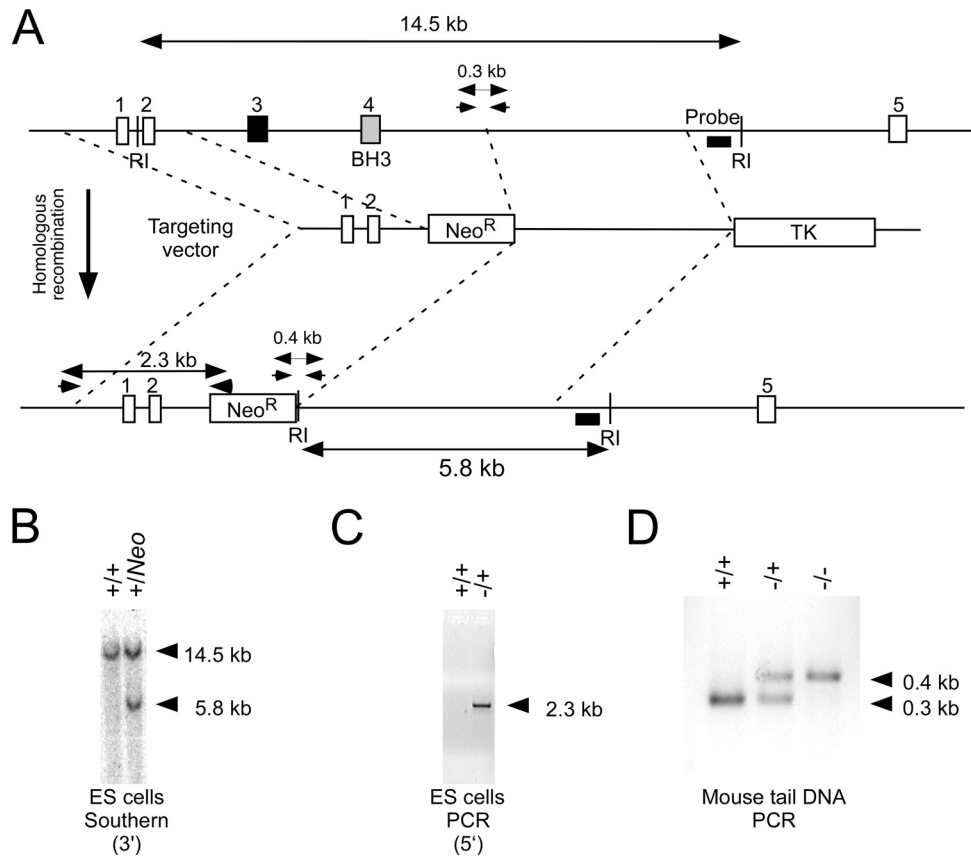 A
14.5 kb
0.3 kb
1 2 3 4 5
Probe
RI BH3 RI
Homologous
recombination
Targeting
vector
1 2
Neo^R
TK
0.4 kb
2.3 kb
1 2 5
Neo^R
RI RI
5.8 kb
B
+/+
+/Neo
14.5 kb
5.8 kb
ES cells
Southern
(3')
C
+/+
-/+
2.3 kb
ES cells
PCR
(5‘)
D
+/+
-/+
-/-
0.4 kb
0.3 kb
Mouse tail DNA
PCR